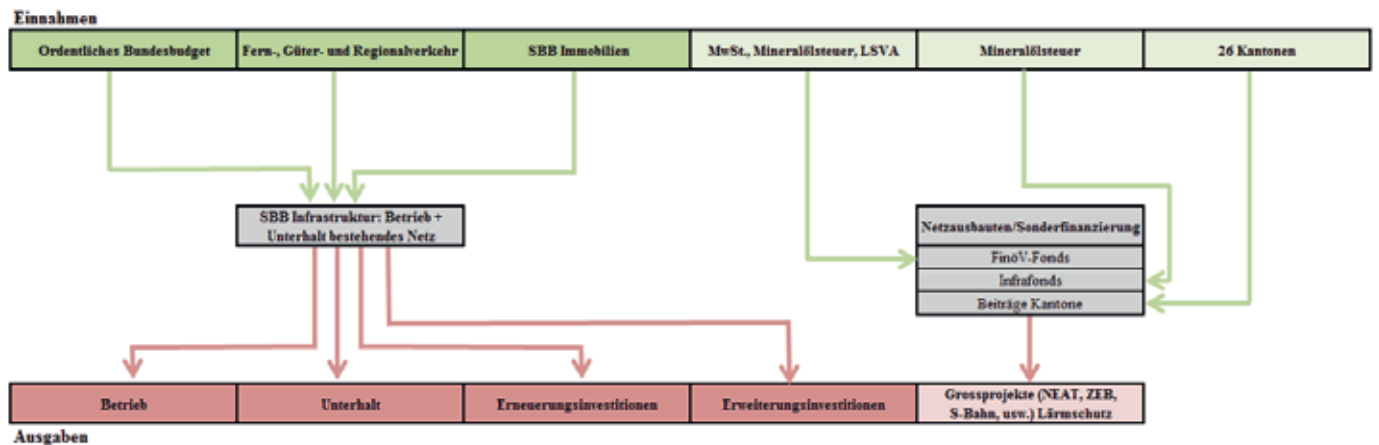 Einnahmen
Ordentliches Bundesbudget
Fern-, Güter- und Regionalverkehr
SBB Immobilien
MwSt., Mineralölsteuer, LSVA
Mineralölsteuer
26 Kantonen
SBB Infrastruktur: Betrieb +
Unterhalt bestehendes Netz
Netzausbauten/Sonderfinanzierung
FinöV-Fonds
Infrafonds
Beiträge Kantone
Betrieb
Unterhalt
Erneuerungsinvestitionen
Erweiterungsinvestitionen
Grossprojekte (NEAT, ZEB,
S-Bahn, usw.) Lärmschutz
Ausgaben